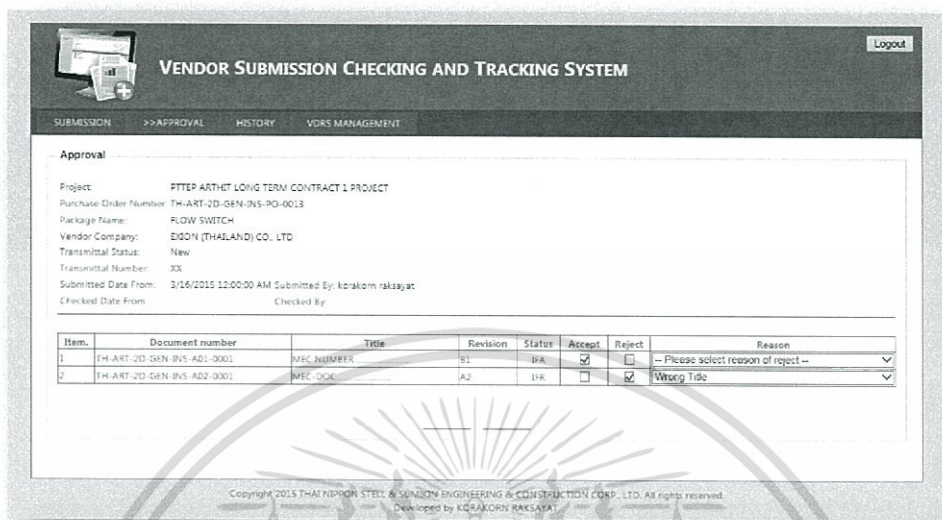 Logout
VENDOR SUBMISSION CHECKING AND TRACKING SYSTEM
SUBMISSION >>APPROVAL HISTORY VDRS MANAGEMENT
Approval
Project: PTTEP ARTHIT LONG TERM CONTRACT 1 PROJECT
Purchase Order Number TH-ART-2D-GEN-INS-PO-0013
Package Name: FLOW SWITCH
Vendor Company: EXION (THAILAND) CO., LTD
Transmittal Status: New
Transmittal Number: XX
Submitted Date From: 3/16/2015 12:00:00 AM Submitted By: korakorn raksayat
Checked Date From Checked By
Item. Document number Title Revision Status Accept Reject Reason
1 TH-ART-2D-GEN-INS-A01-0001 MEC NUMBER B1 IFA -- Please select reason of reject --
2 TH-ART-2D-GEN-INS-A02-0001 MEC-DOC A2 IFR Wrong Title
Copyright 2015 THAI NIPPON STELL & SUMIKIN ENGINEERING & CONSTRUCTION CORP., LTD. All rights reserved.
Developed by KORAKORN RAKSAYAT